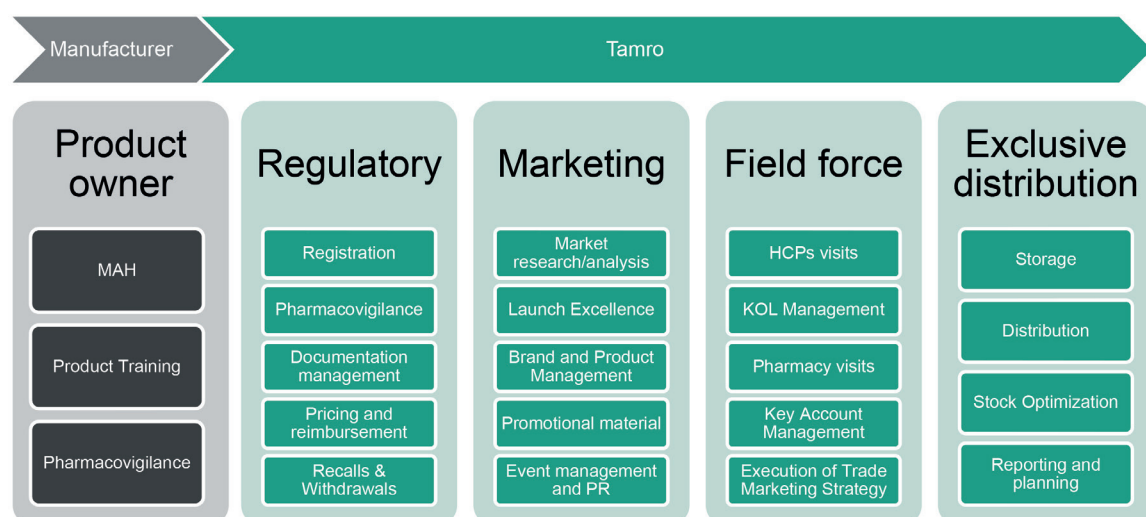 Manufacturer
Tamro
Product
owner
MAH
Product Training
Pharmacovigilance
Regulatory
Registration
Pharmacovigilance
Documentation
management
Pricing and
reimbursement
Recalls &
Withdrawals
Marketing
Market
research/analysis
Launch Excellence
Brand and Product
Management
Promotional material
Event management
and PR
Field force
HCPs visits
KOL Management
Pharmacy visits
Key Account
Management
Execution of Trade
Marketing Strategy
Exclusive
distribution
Storage
Distribution
Stock Optimization
Reporting and
planning